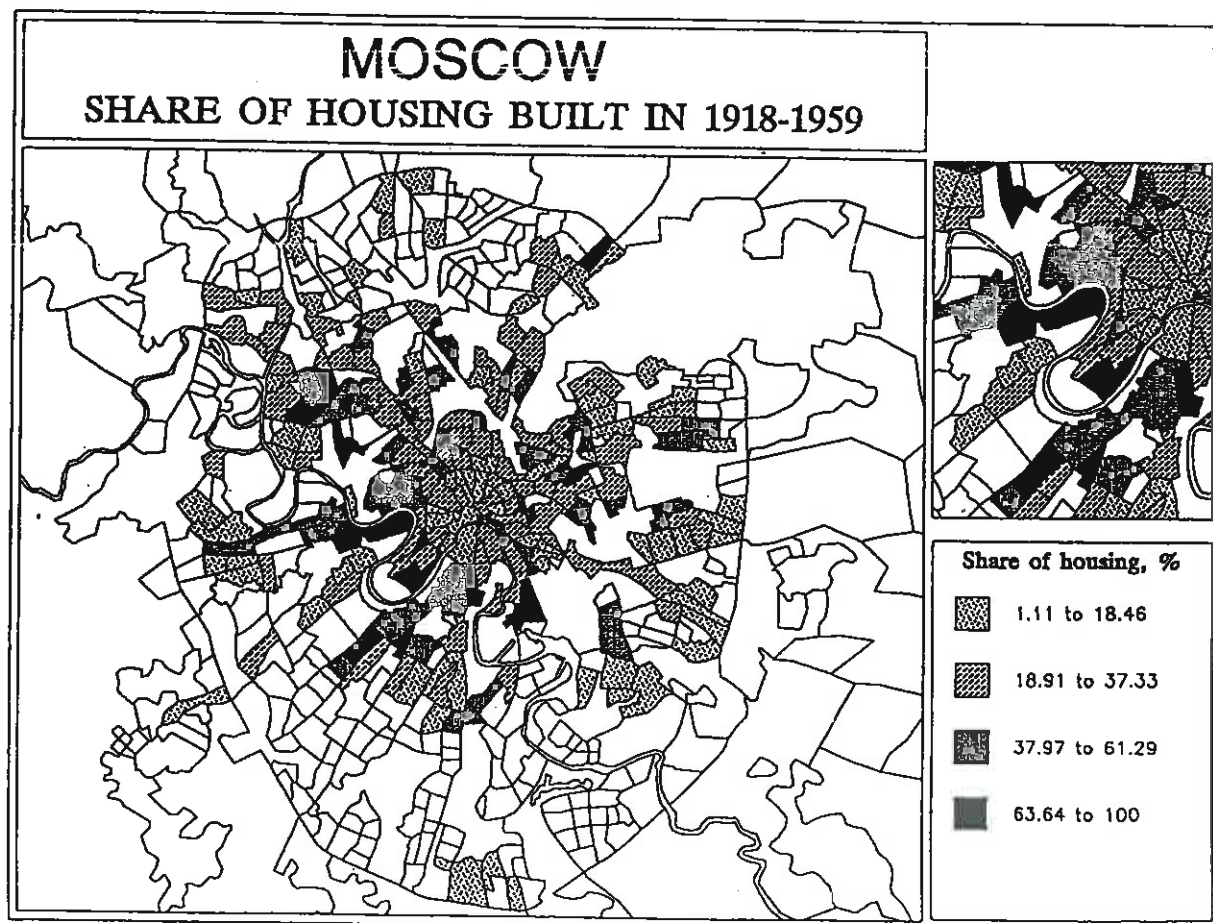 MOSCOW
SHARE OF HOUSING BUILT IN 1918-1959
Share of housing, %
1.11 to 18.46
18.91 to 37.33
37.97 to 61.29
63.64 to 100